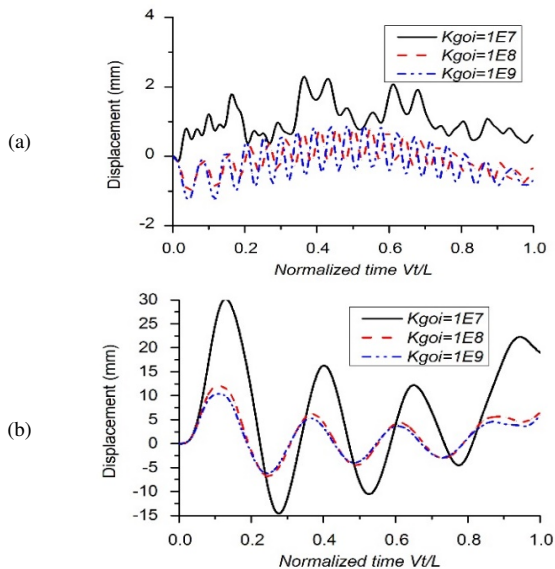 (a)
Displacement (mm)
4
2
0
-2
Kgoi=1E7
Kgoi=1E8
Kgoi=1E9
0.0 0.2 0.4 0.6 0.8 1.0
Normalized time Vt/L
(b)
Displacement (mm)
30
25
20
15
10
5
0
-5
-10
-15
Kgoi=1E7
Kgoi=1E8
Kgoi=1E9
0.0 0.2 0.4 0.6 0.8 1.0
Normalized time Vt/L